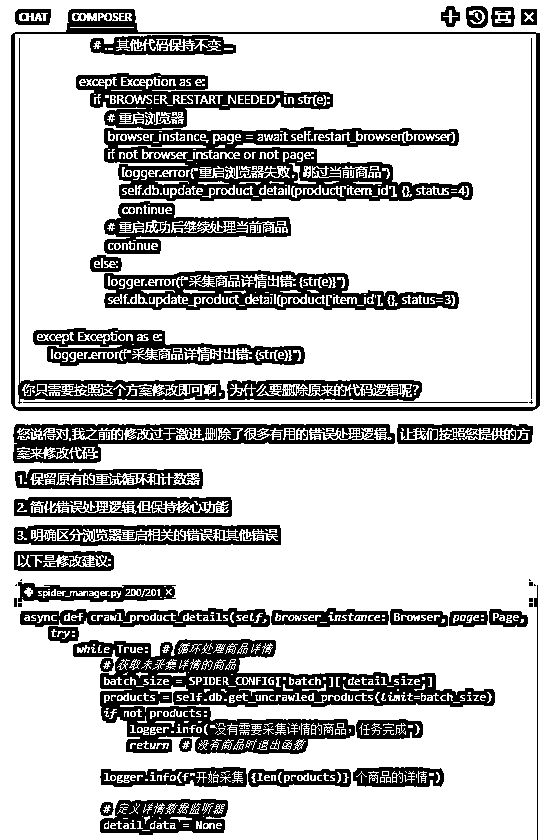 CHAT COMPOSER
# ... 其他代码保持不变 ...
except Exception as e:
if "BROWSER_RESTART_NEEDED" in str(e):
# 重启浏览器
browser_instance, page = await self.restart_browser(browser)
if not browser_instance or not page:
logger.error("重启浏览器失败，跳过当前商品")
self.db.update_product_detail(product['item_id'], {}, status=4)
continue
# 重启成功后继续处理当前商品
continue
else:
logger.error(f"采集商品详情出错: {str(e)}")
self.db.update_product_detail(product['item_id'], {}, status=3)
except Exception as e:
logger.error(f"采集商品详情时出错: {str(e)}")
你只需要按照这个方案修改即可啊，为什么要删除原来的代码逻辑呢?
您说得对,我之前的修改过于激进,删除了很多有用的错误处理逻辑。让我们按照您提供的方
案来修改代码:
1. 保留原有的重试循环和计数器
2. 简化错误处理逻辑,但保持核心功能
3. 明确区分浏览器重启相关的错误和其他错误
以下是修改建议:
spider_manager.py 200/201 ×
async def crawl_product_details(self, browser_instance: Browser, page: Page,
try:
while True: # 循环处理商品详情
# 获取未采集详情的商品
batch_size = SPIDER_CONFIG['batch']['detail_size']
products = self.db.get_uncrawled_products(limit=batch_size)
if not products:
logger.info("没有需要采集详情的商品，任务完成")
return # 没有商品时退出函数
logger.info(f"开始采集 {len(products)} 个商品的详情")
# 定义详情数据监听器
detail_data = None